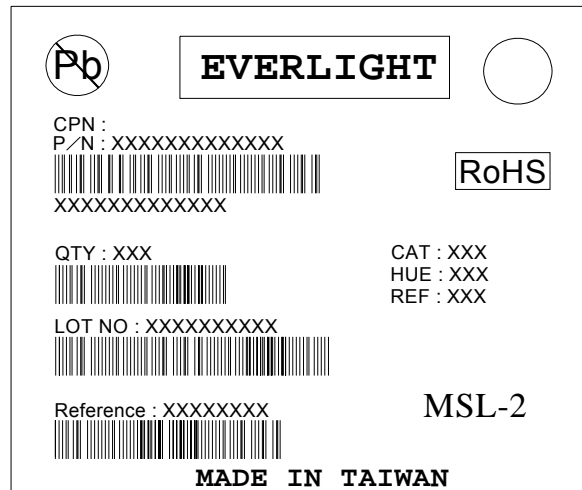 Pb
EVERLIGHT
CPN :
P／N : XXXXXXXXXXXXX
RoHS
XXXXXXXXXXXXX
QTY : XXX
CAT : XXX
HUE : XXX
REF : XXX
LOT NO : XXXXXXXXXX
Reference : XXXXXXXX
MSL-2
MADE IN TAIWAN